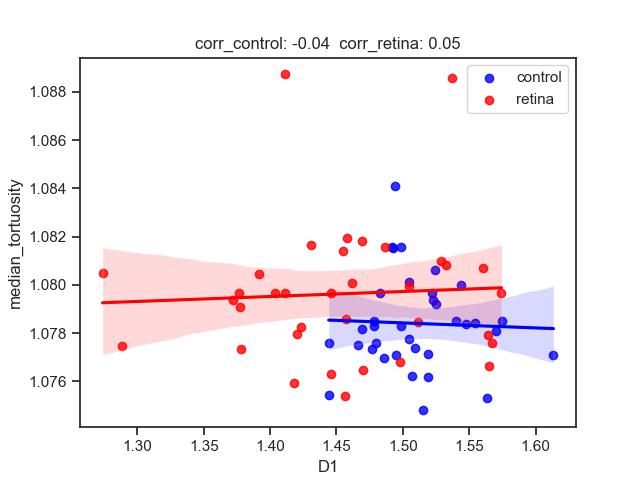 corr_control: -0.04  corr_retina: 0.05
control
retina
median_tortuosity
1.088
1.086
1.084
1.082
1.080
1.078
1.076
1.30 1.35 1.40 1.45 1.50 1.55 1.60
D1